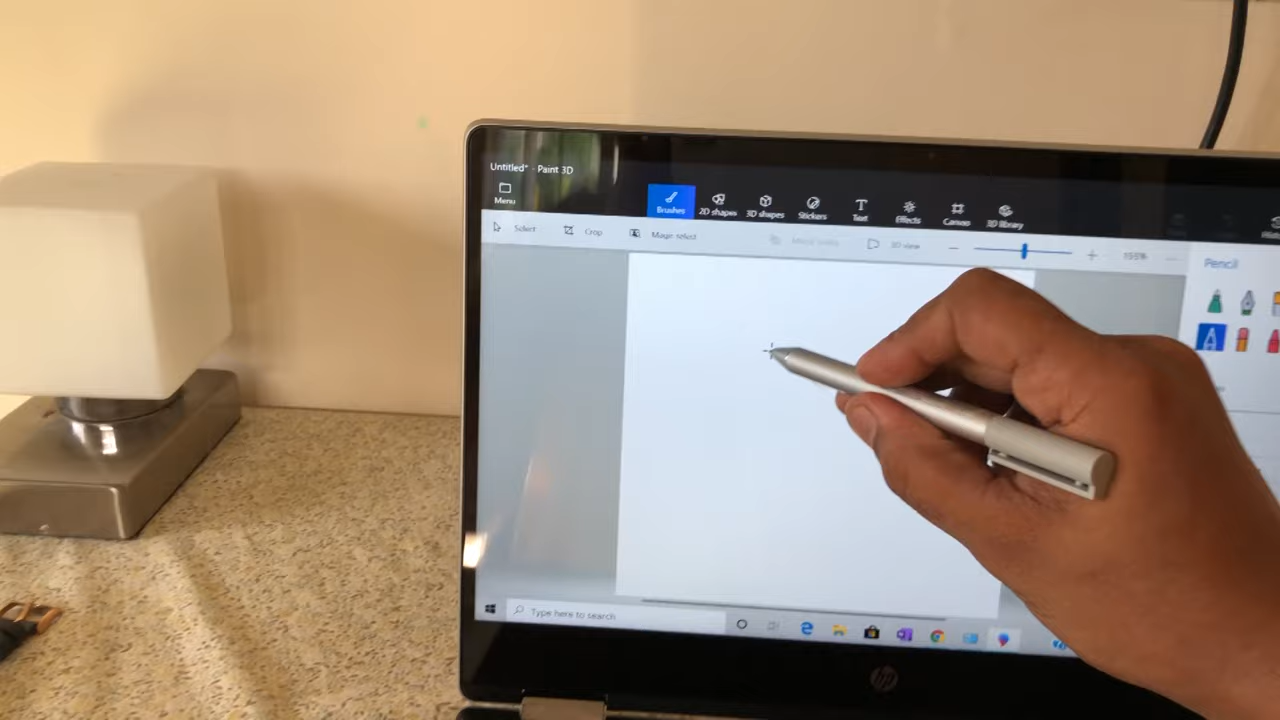 Untitled* - Paint 3D
Menu
Brushes
2D shapes
3D shapes
Stickers
Text
Effects
Canvas
3D library
Select
Crop
Magic select
3D view
Pencil
Type here to search
hp